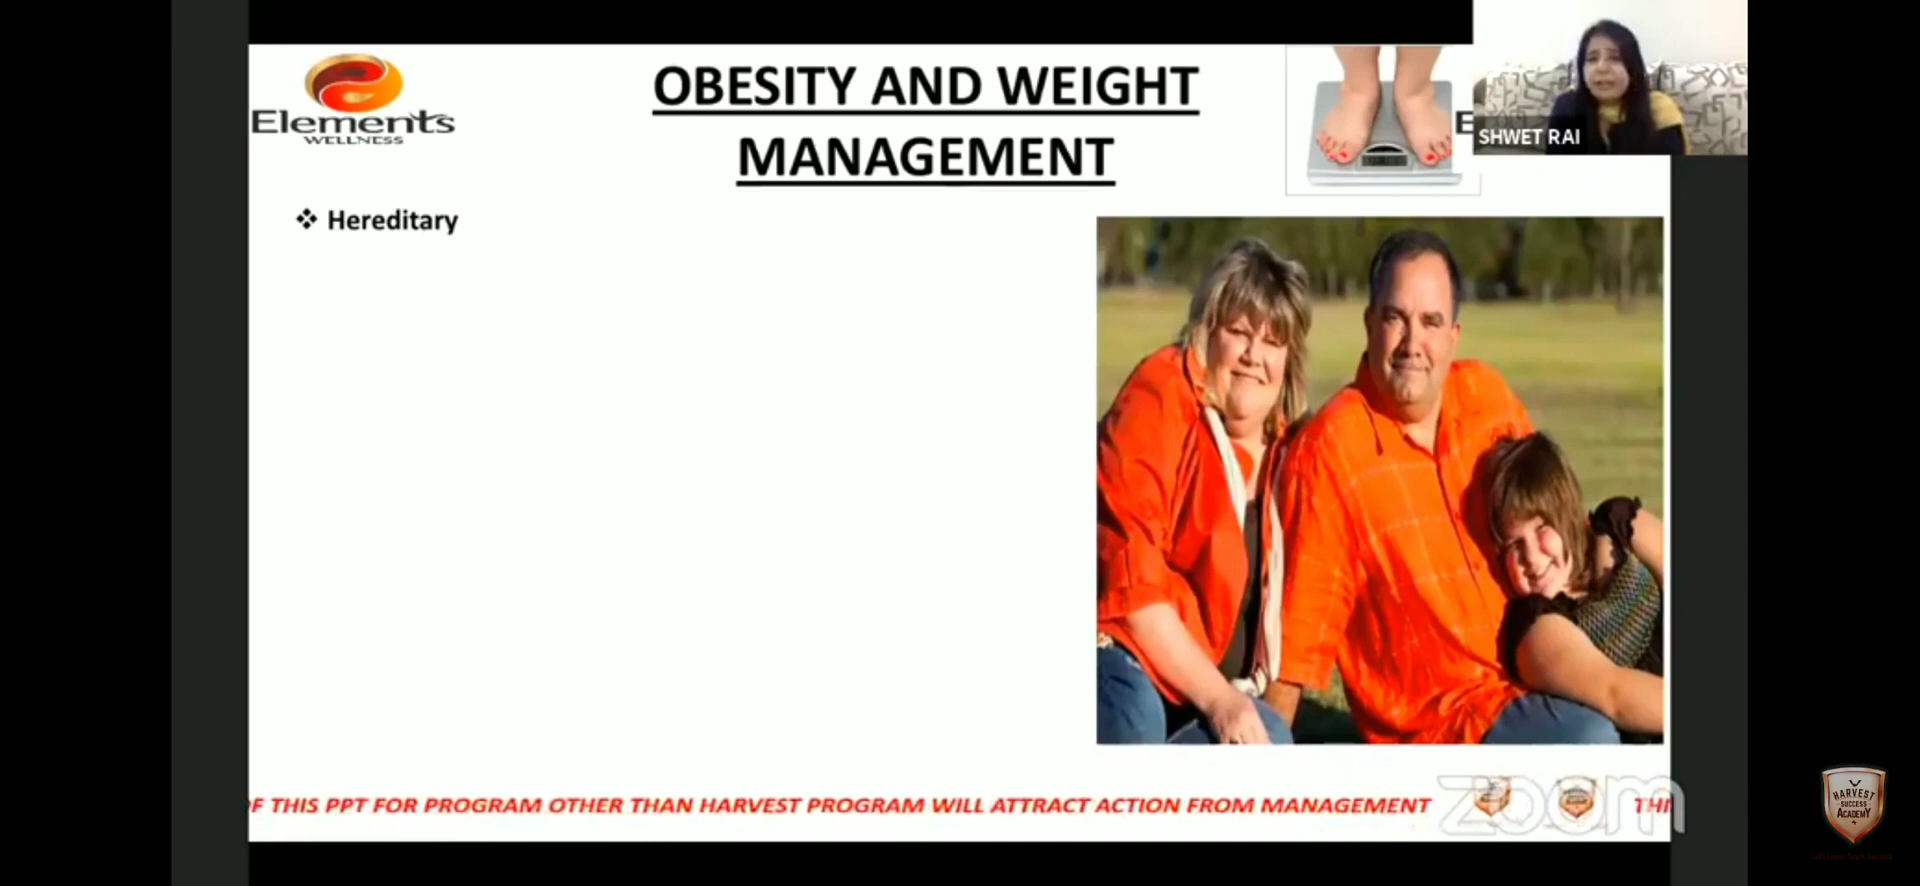 Elements
WELLNESS
OBESITY AND WEIGHT
MANAGEMENT
E
SHWET RAI
❖ Hereditary
F THIS PPT FOR PROGRAM OTHER THAN HARVEST PROGRAM WILL ATTRACT ACTION FROM MANAGEMENT
THI
zoom
HARVEST
SUCCESS
ACADEMY